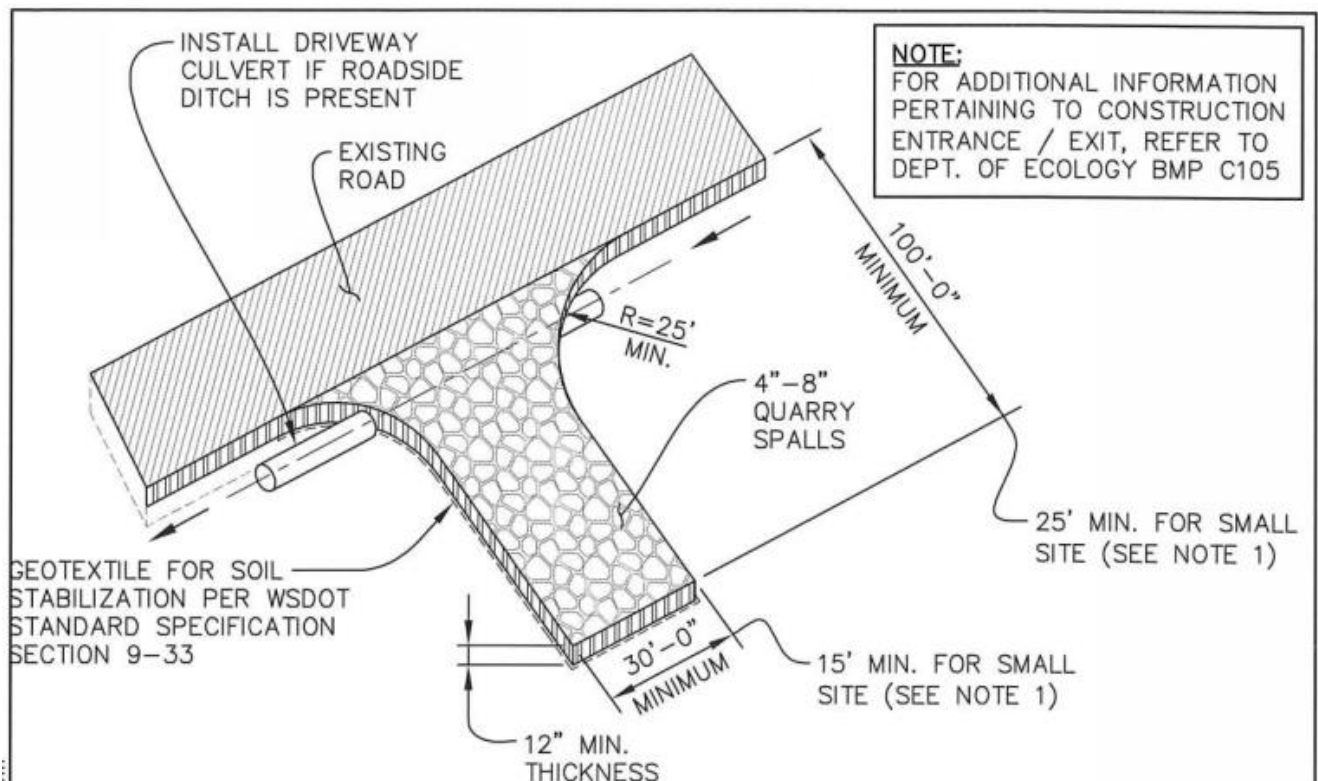 INSTALL DRIVEWAY
CULVERT IF ROADSIDE
DITCH IS PRESENT
EXISTING
ROAD
NOTE:
FOR ADDITIONAL INFORMATION
PERTAINING TO CONSTRUCTION
ENTRANCE / EXIT, REFER TO
DEPT. OF ECOLOGY BMP C105
100'-0"
MINIMUM
R=25'
MIN.
4"-8"
QUARRY
SPALLS
25' MIN. FOR SMALL
SITE (SEE NOTE 1)
GEOTEXTILE FOR SOIL
STABILIZATION PER WSDOT
STANDARD SPECIFICATION
SECTION 9-33
30'-0"
MINIMUM
15' MIN. FOR SMALL
SITE (SEE NOTE 1)
12" MIN.
THICKNESS